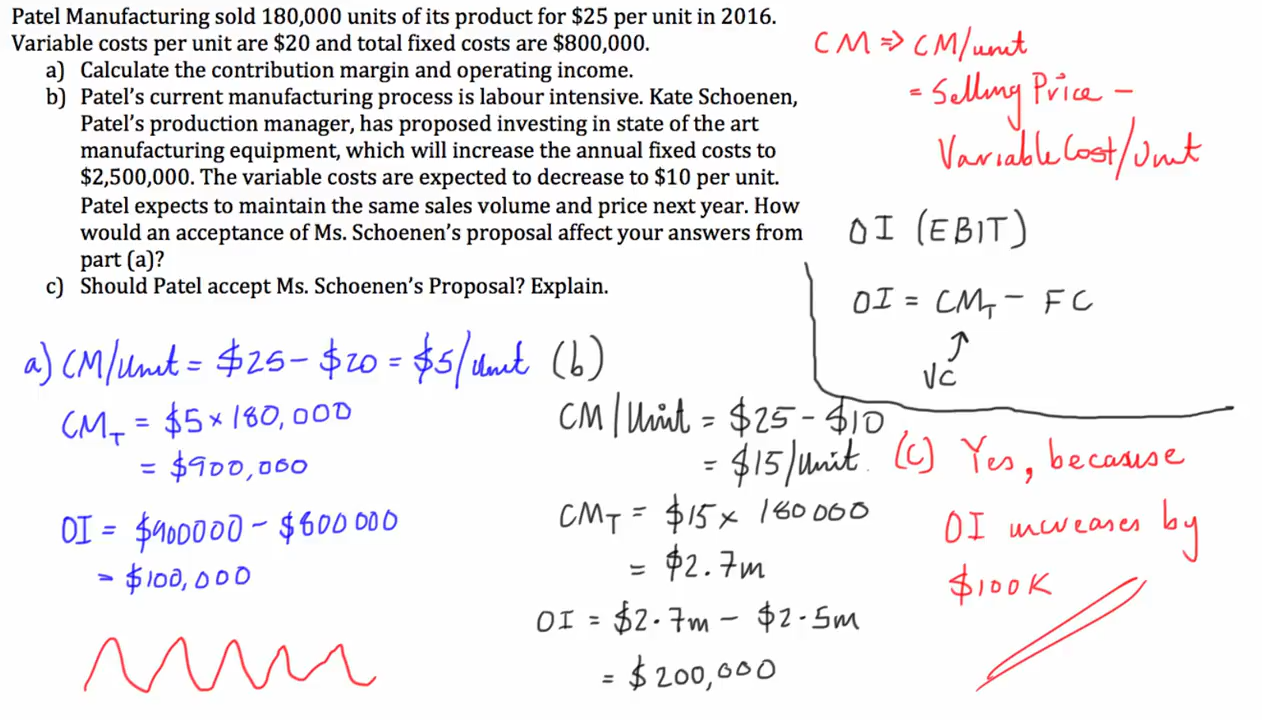 Patel Manufacturing sold 180,000 units of its product for $25 per unit in 2016.
Variable costs per unit are $20 and total fixed costs are $800,000.
a) Calculate the contribution margin and operating income.
b) Patel's current manufacturing process is labour intensive. Kate Schoenen,
Patel's production manager, has proposed investing in state of the art
manufacturing equipment, which will increase the annual fixed costs to
$2,500,000. The variable costs are expected to decrease to $10 per unit.
Patel expects to maintain the same sales volume and price next year. How
would an acceptance of Ms. Schoenen's proposal affect your answers from
part (a)?
c) Should Patel accept Ms. Schoenen's Proposal? Explain.
CM ⇒ CM/unit
= Selling Price –
Variable Cost/Unit
OI (EBIT)
OI = CM_T – FC
VC
a) CM/Unit = $25 – $20 = $5/Unit
CM_T = $5 × 180,000
= $900,000
OI = $900000 – $800 000
= $100,000
(b)
CM/Unit = $25 – $10
= $15/Unit.
CM_T = $15 × 180000
= $2.7m
OI = $2.7m – $2.5m
= $200,000
(c) Yes, because
OI increases by
$100K